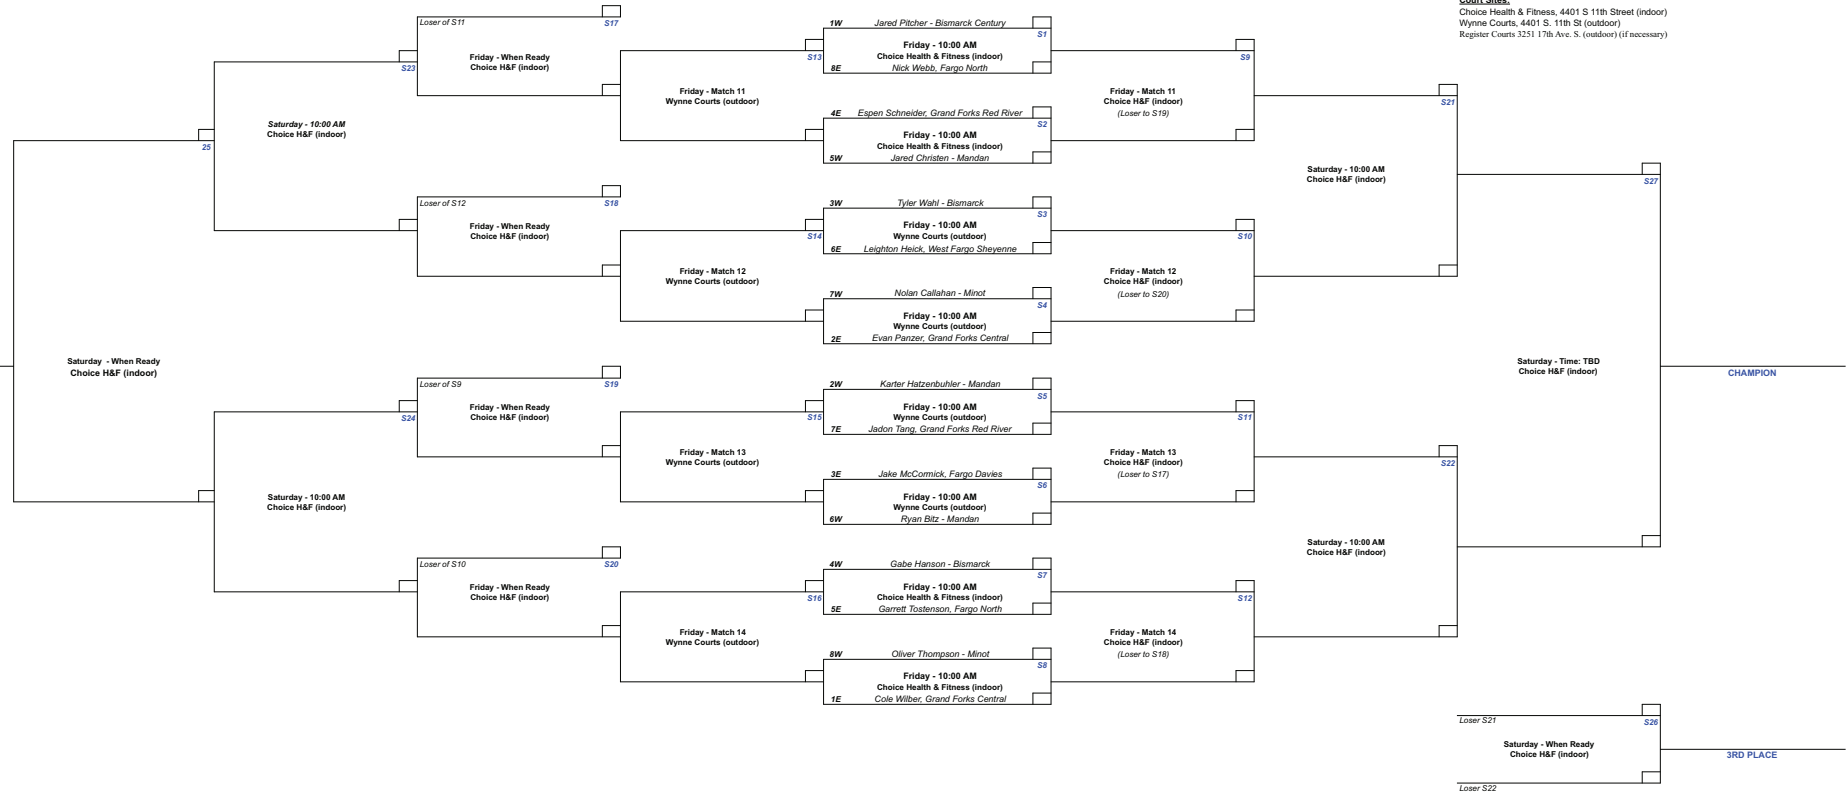 Court Sites:
Choice Health & Fitness, 4401 S 11th Street (indoor)
Wynne Courts, 4401 S. 11th St (outdoor)
Register Courts 3251 17th Ave. S. (outdoor) (if necessary)
Loser of S11
S17
Friday - When Ready
Choice H&F (indoor)
S23
Saturday - 10:00 AM
Choice H&F (indoor)
25
Loser of S12
S18
Friday - When Ready
Choice H&F (indoor)
Saturday - When Ready
Choice H&F (indoor)
Loser of S9
S19
Friday - When Ready
Choice H&F (indoor)
S24
Saturday - 10:00 AM
Choice H&F (indoor)
Loser of S10
S20
Friday - When Ready
Choice H&F (indoor)
S13
Friday - Match 11
Wynne Courts (outdoor)
S14
Friday - Match 12
Wynne Courts (outdoor)
S15
Friday - Match 13
Wynne Courts (outdoor)
S16
Friday - Match 14
Wynne Courts (outdoor)
1W Jared Pitcher - Bismarck Century
S1
Friday - 10:00 AM
Choice Health & Fitness (indoor)
8E Nick Webb, Fargo North
4E Espen Schneider, Grand Forks Red River
S2
Friday - 10:00 AM
Choice Health & Fitness (indoor)
5W Jared Christen - Mandan
3W Tyler Wahl - Bismarck
S3
Friday - 10:00 AM
Wynne Courts (outdoor)
6E Leighton Heick, West Fargo Sheyenne
7W Nolan Callahan - Minot
S4
Friday - 10:00 AM
Wynne Courts (outdoor)
2E Evan Panzer, Grand Forks Central
2W Karter Hatzenbuhler - Mandan
S5
Friday - 10:00 AM
Wynne Courts (outdoor)
7E Jadon Tang, Grand Forks Red River
3E Jake McCormick, Fargo Davies
S6
Friday - 10:00 AM
Wynne Courts (outdoor)
6W Ryan Bitz - Mandan
4W Gabe Hanson - Bismarck
S7
Friday - 10:00 AM
Choice Health & Fitness (indoor)
5E Garrett Tostenson, Fargo North
8W Oliver Thompson - Minot
S8
Friday - 10:00 AM
Choice Health & Fitness (indoor)
1E Cole Wilber, Grand Forks Central
S9
Friday - Match 11
Choice H&F (indoor)
(Loser to S19)
S10
Friday - Match 12
Choice H&F (indoor)
(Loser to S20)
S11
Friday - Match 13
Choice H&F (indoor)
(Loser to S17)
S12
Friday - Match 14
Choice H&F (indoor)
(Loser to S18)
S21
Saturday - 10:00 AM
Choice H&F (indoor)
S22
Saturday - 10:00 AM
Choice H&F (indoor)
S27
Saturday - Time: TBD
Choice H&F (indoor)
CHAMPION
Loser S21
S26
Saturday - When Ready
Choice H&F (indoor)
3RD PLACE
Loser S22